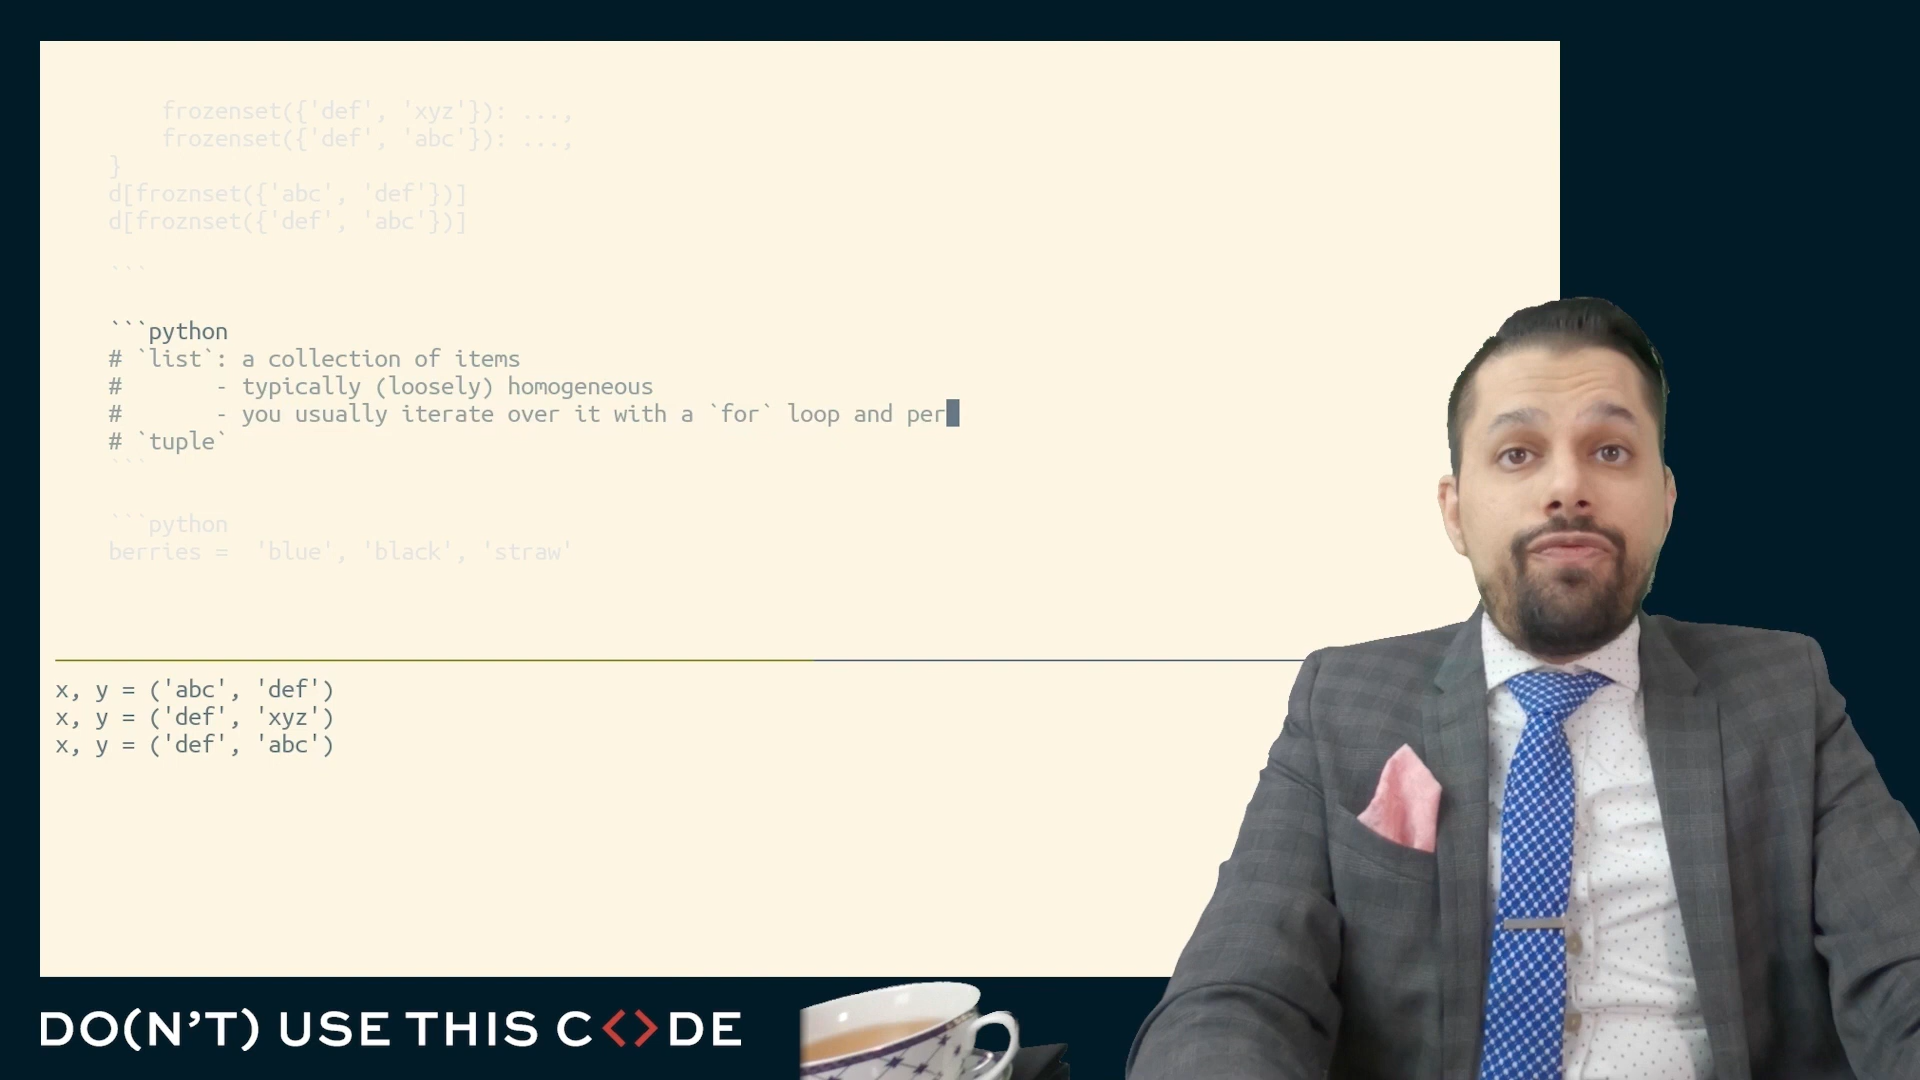 frozenset({'def', 'xyz'}): ...,
frozenset({'def', 'abc'}): ...,
}
d[froznset({'abc', 'def'})]
d[froznset({'def', 'abc'})]
```
```python
# `list`: a collection of items
#       - typically (loosely) homogeneous
#       - you usually iterate over it with a `for` loop and per
# `tuple`
```
```python
berries =  'blue', 'black', 'straw'
x, y = ('abc', 'def')
x, y = ('def', 'xyz')
x, y = ('def', 'abc')
DO(N'T) USE THIS C<>DE